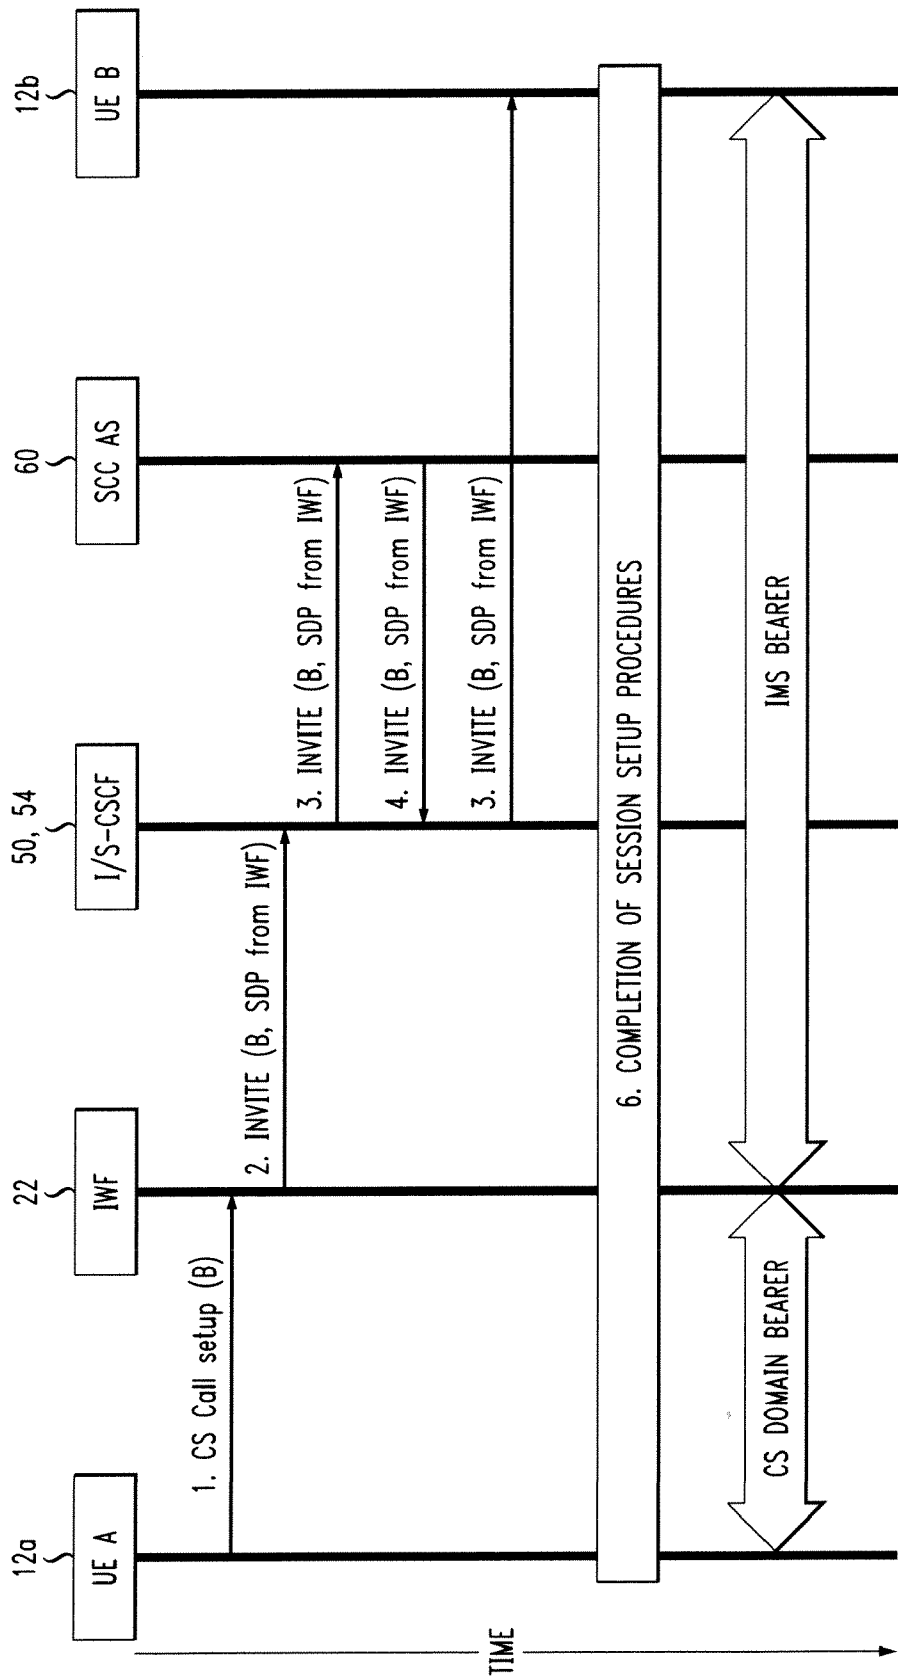 12a
22
50, 54
60
12b
UE A
IWF
I/S-CSCF
SCC AS
UE B
1. CS Call setup (B)
2. INVITE (B, SDP from IWF)
3. INVITE (B, SDP from IWF)
4. INVITE (B, SDP from IWF)
3. INVITE (B, SDP from IWF)
6. COMPLETION OF SESSION SETUP PROCEDURES
CS DOMAIN BEARER
IMS BEARER
TIME